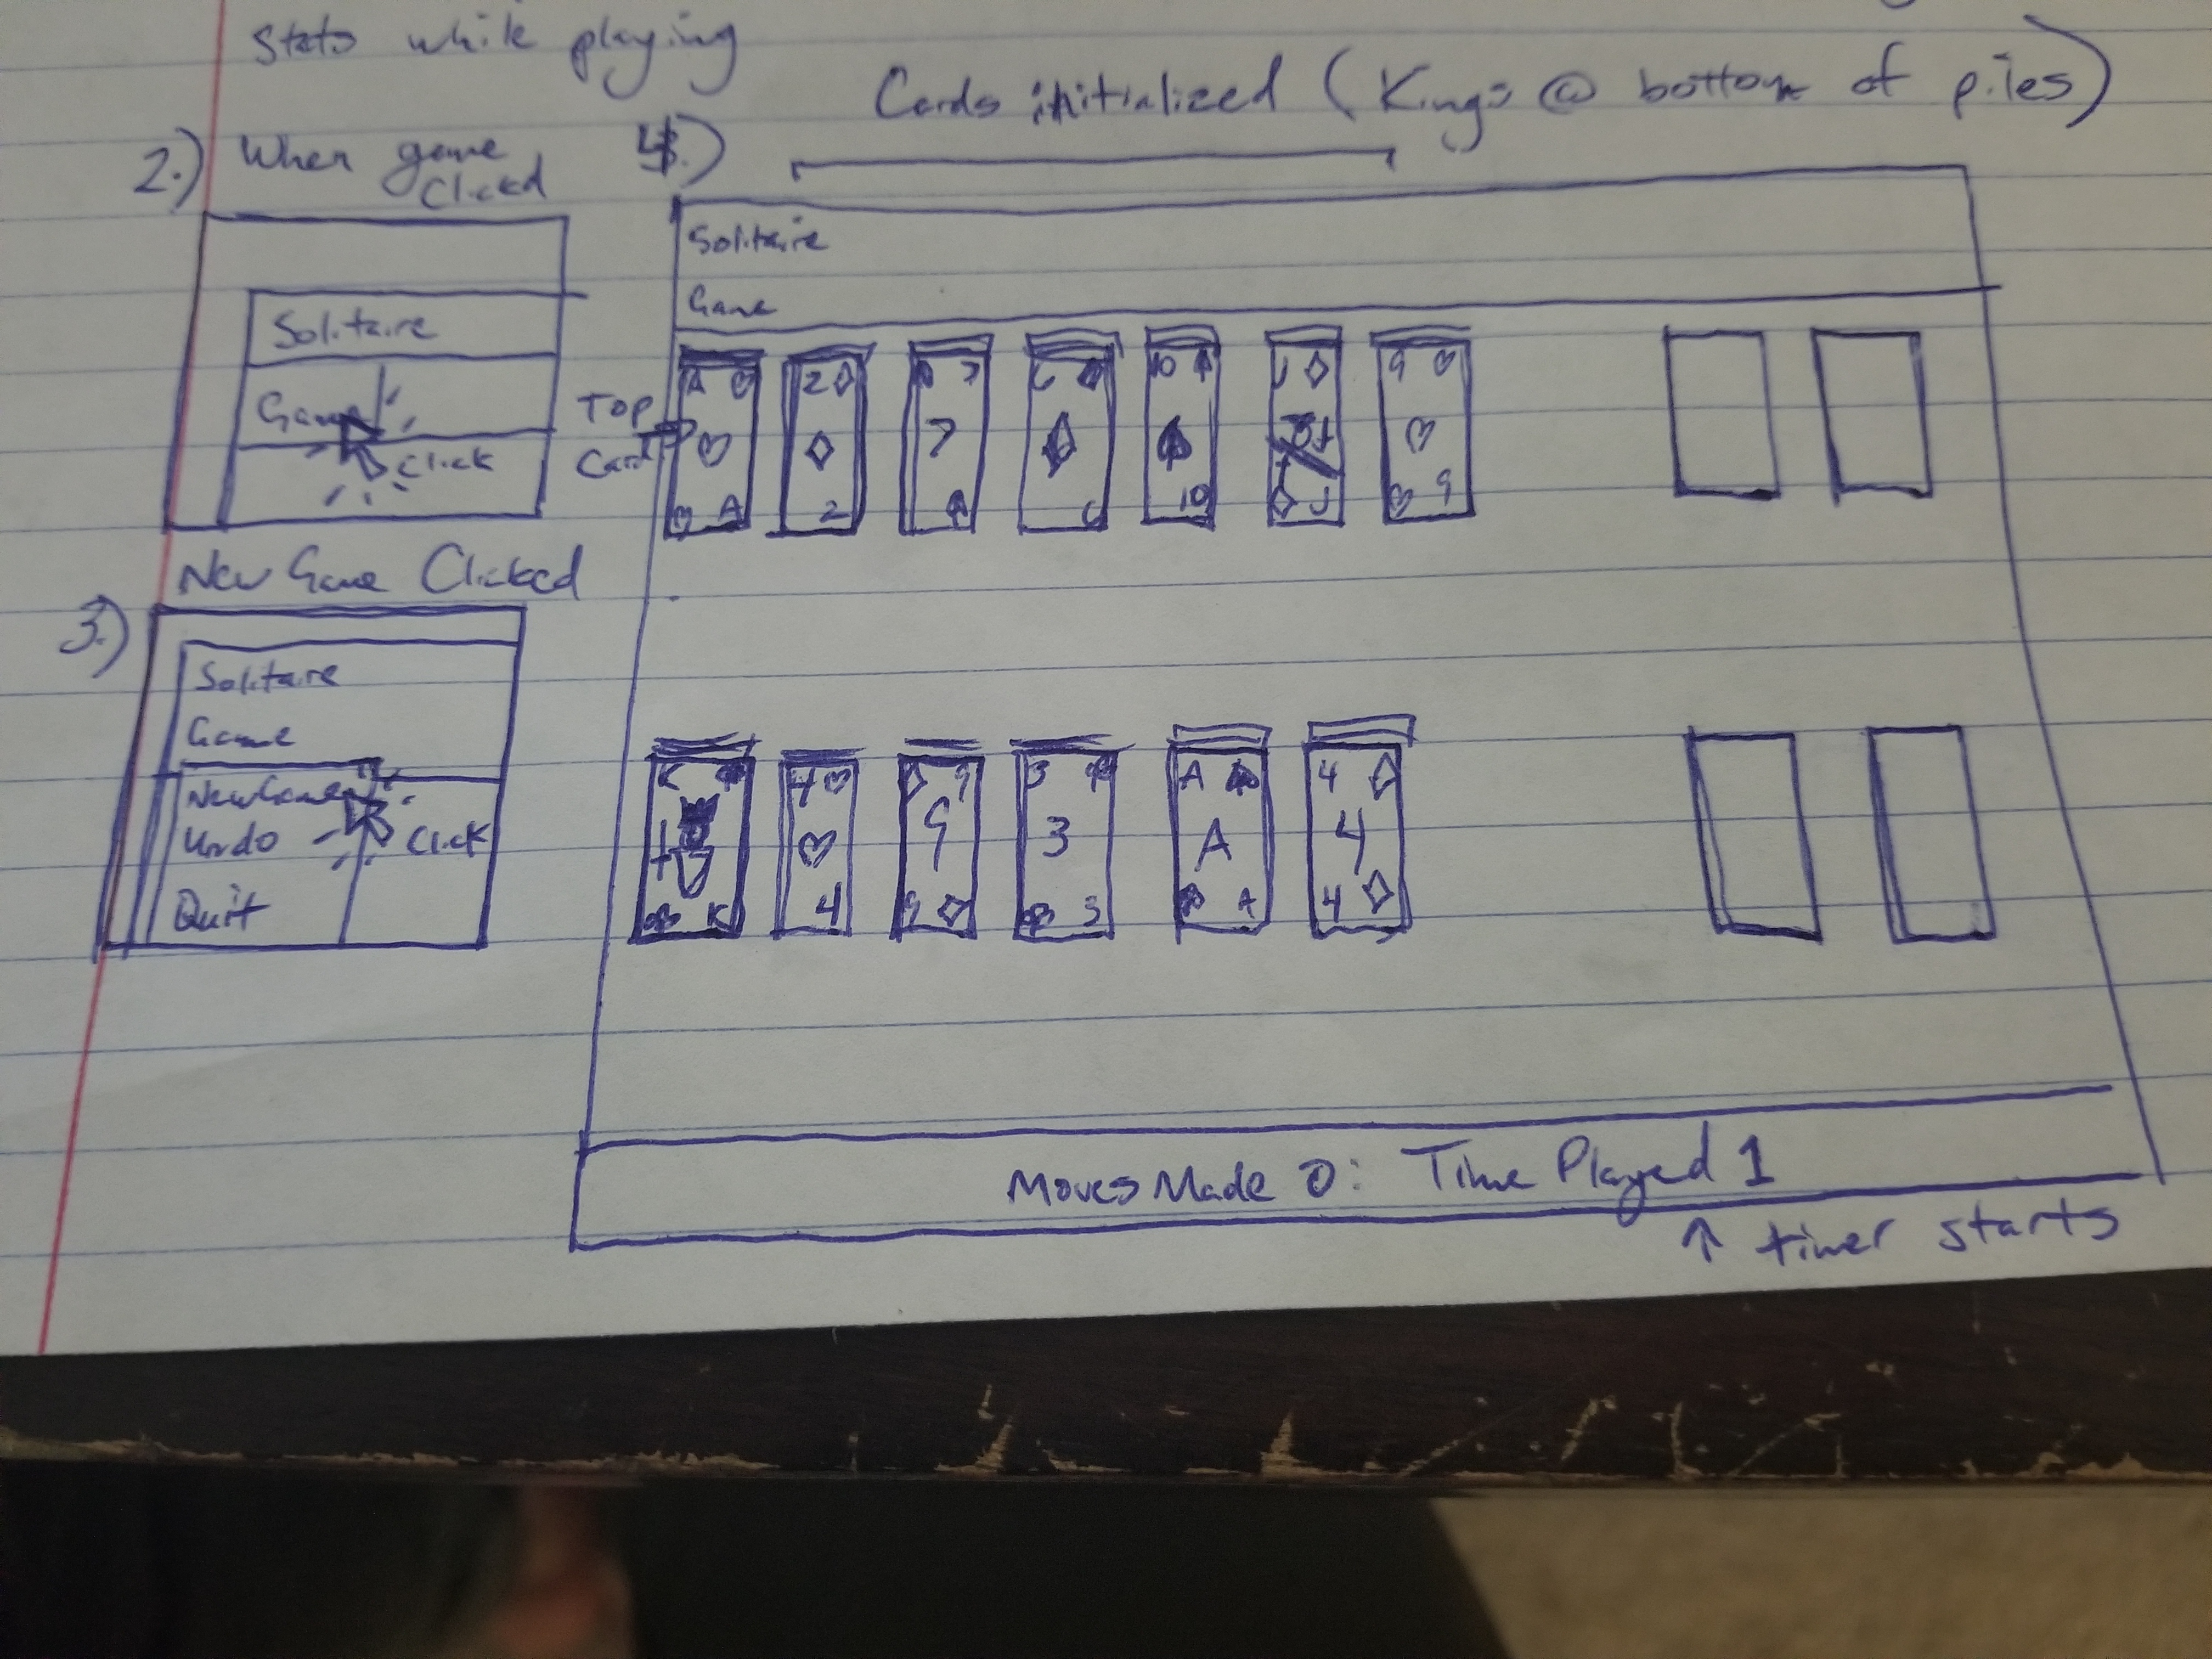 Stats while playing
Cards initialized (Kings @ bottom of piles)
2.) When game
Clicked
Solitaire
Game
Click
New Game Clicked
3.)
Solitaire
Game
New Game
Undo
Click
Quit
4.)
Solitaire
Game
Top
Card
A ♡ 2 ♢ 7 6 10 ♠ J ♢ 9 ♡
♡ ♢ 7 ♢ ♠ ♡
♡ A 2 6 10 ♢ J ♡ 9
K 4 ♡ ♢ 9 3 A 4 ♢
♡ 9 3 A 4
K 4 9 ♢ 3 A 4 ♢
Moves Made 0: Time Played 1
↑ timer starts